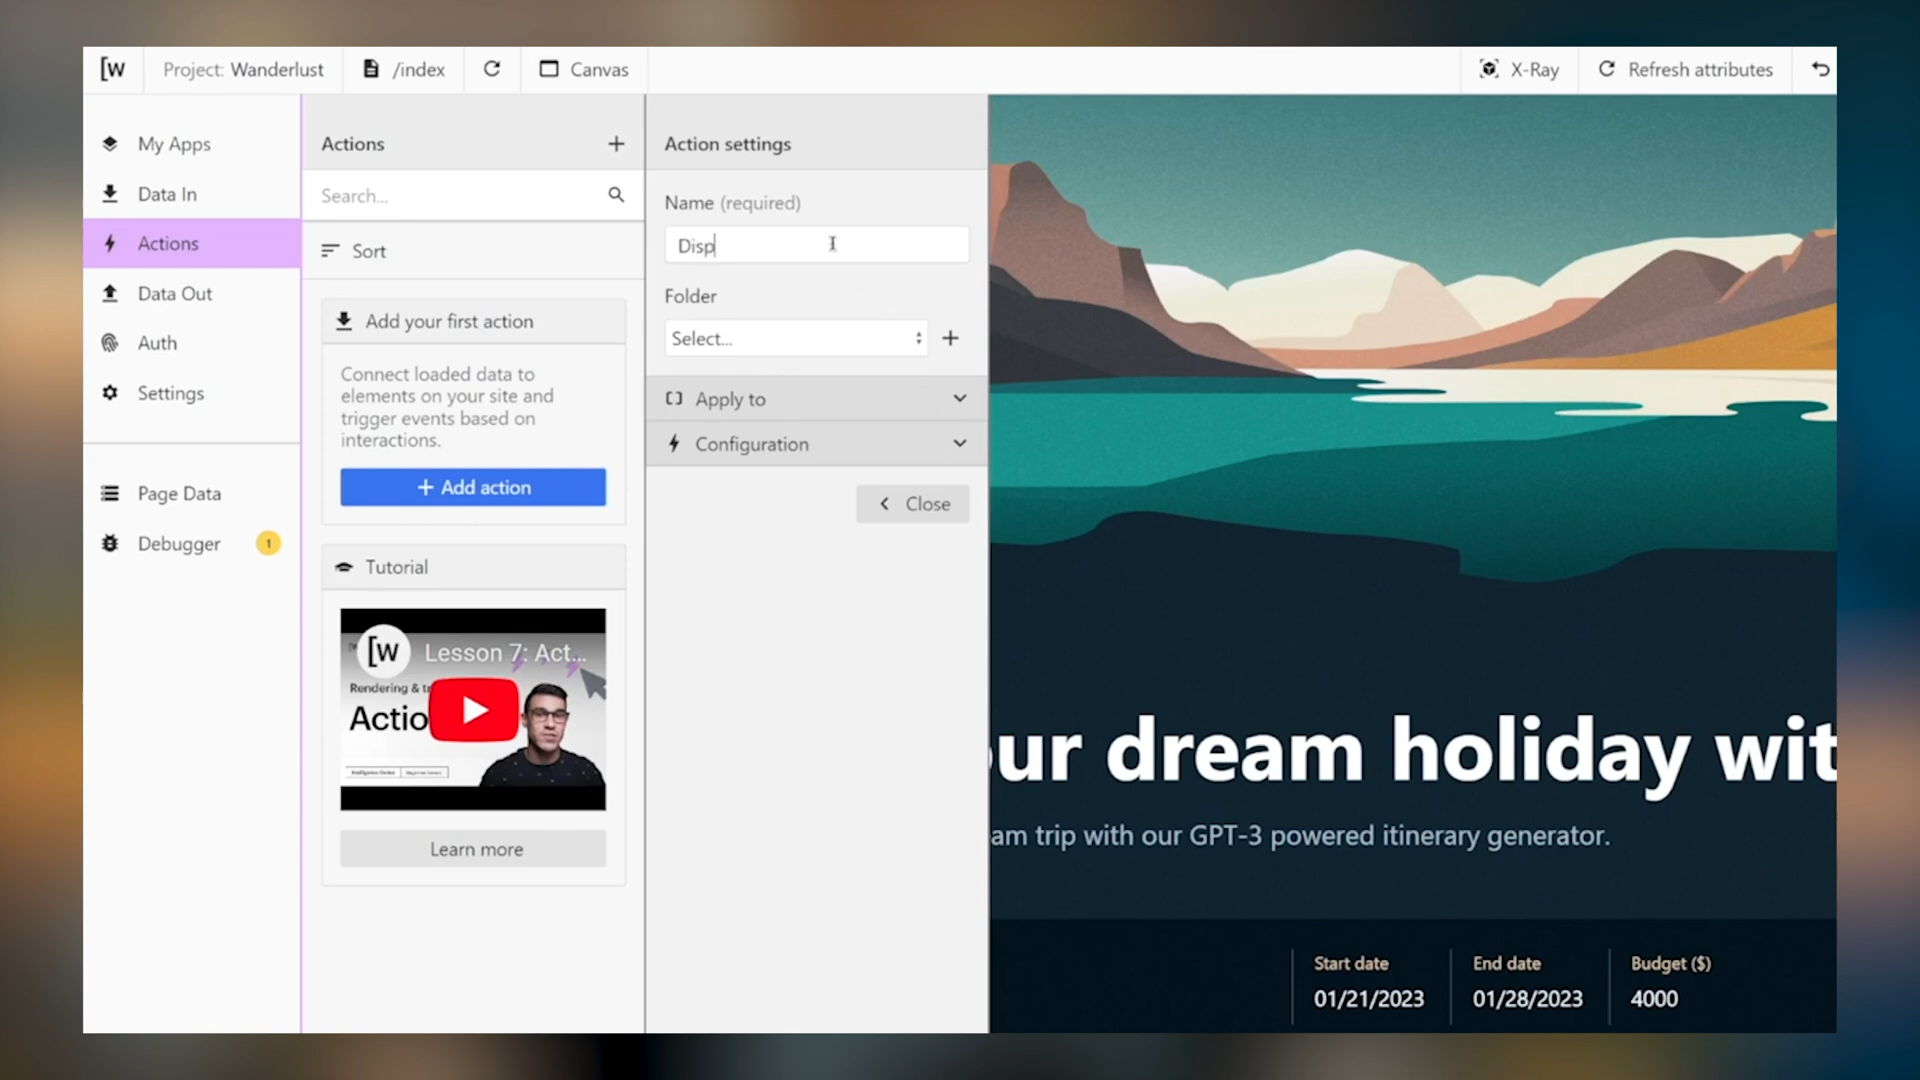 [W
Project: Wanderlust
/index
Canvas
X-Ray
Refresh attributes
My Apps
Data In
Actions
Data Out
Auth
Settings
Page Data
Debugger
1
Actions
Search...
Sort
Add your first action
Connect loaded data to
elements on your site and
trigger events based on
interactions.
+ Add action
Tutorial
[W
Lesson 7: Act...
Rendering & tr
Actio
Learn more
Action settings
Name (required)
Disp
Folder
Select...
Apply to
Configuration
Close
our dream holiday wit
am trip with our GPT-3 powered itinerary generator.
Start date
01/21/2023
End date
01/28/2023
Budget ($)
4000